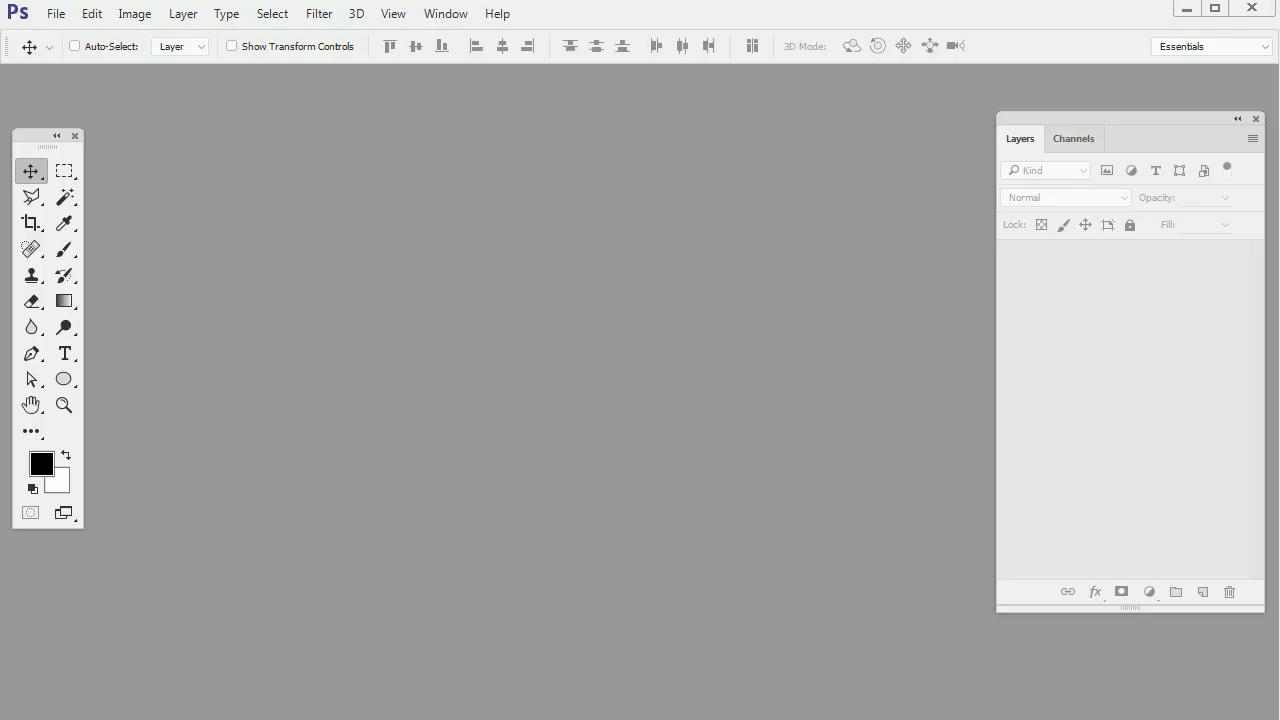 Ps File Edit Image Layer Type Select Filter 3D View Window Help
Auto-Select: Layer Show Transform Controls 3D Mode: Essentials
Layers Channels
Kind
Normal Opacity:
Lock: Fill: